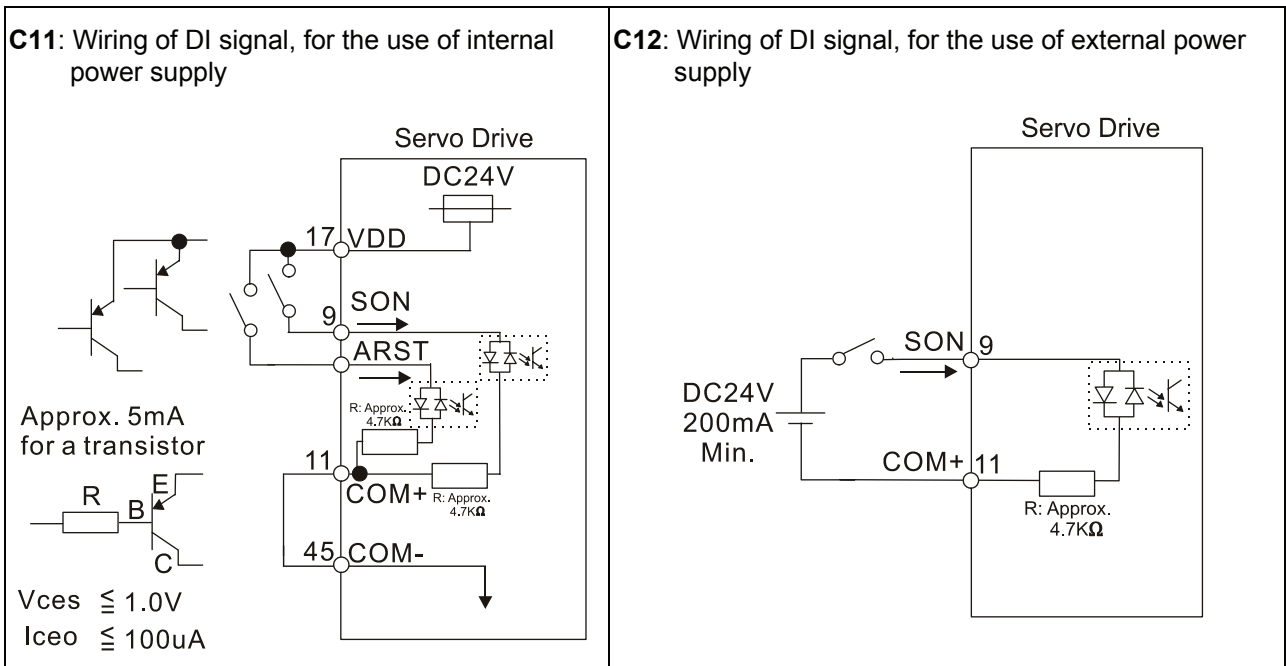 C11: Wiring of DI signal, for the use of internal
power supply
Servo Drive
DC24V
17
VDD
9
SON
ARST
R: Approx.
4.7KΩ
11
COM+
R: Approx.
4.7KΩ
45
COM-
Approx. 5mA
for a transistor
R
B
E
C
Vces ≦ 1.0V
Iceo ≦ 100uA
C12: Wiring of DI signal, for the use of external power
supply
Servo Drive
SON
9
DC24V
200mA
Min.
COM+
11
R: Approx.
4.7KΩ